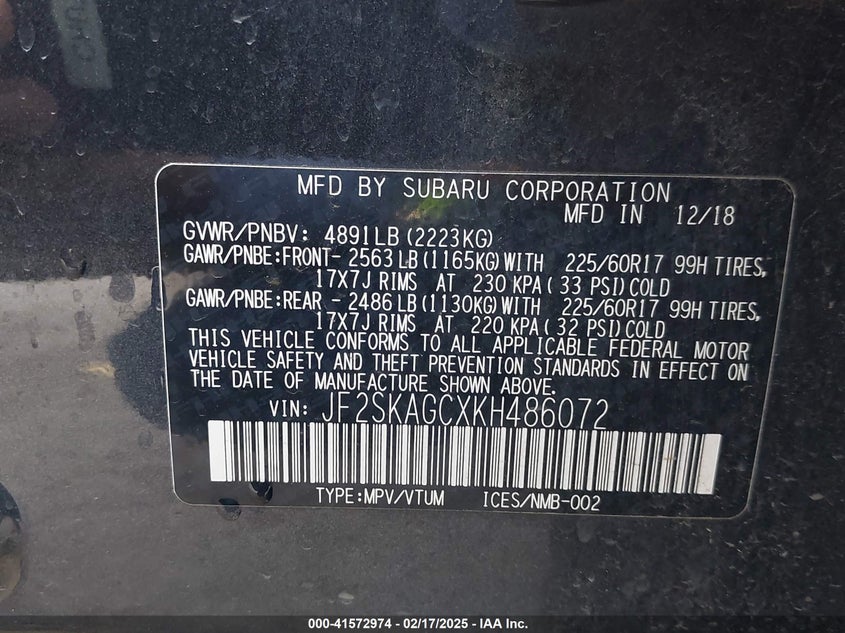 MFD BY SUBARU CORPORATION
MFD IN 12/18
GVWR/PNBV: 4891LB(2223KG)
GAWR/PNBE:FRONT- 2563LB(1165KG)WITH 225/60R17 99H TIRES,
17X7J RIMS AT 230 KPA( 33 PSI)COLD
GAWR/PNBE:REAR - 2486LB(1130KG)WITH 225/60R17 99H TIRES,
17X7J RIMS AT 220 KPA( 32 PSI)COLD
THIS VEHICLE CONFORMS TO ALL APPLICABLE FEDERAL MOTOR
VEHICLE SAFETY AND THEFT PREVENTION STANDARDS IN EFFECT ON
THE DATE OF MANUFACTURE SHOWN ABOVE.
VIN: JF2SKAGCXKH486072
TYPE:MPV/VTUM ICES/NMB-002
000-41572974 - 02/17/2025 - IAA Inc.